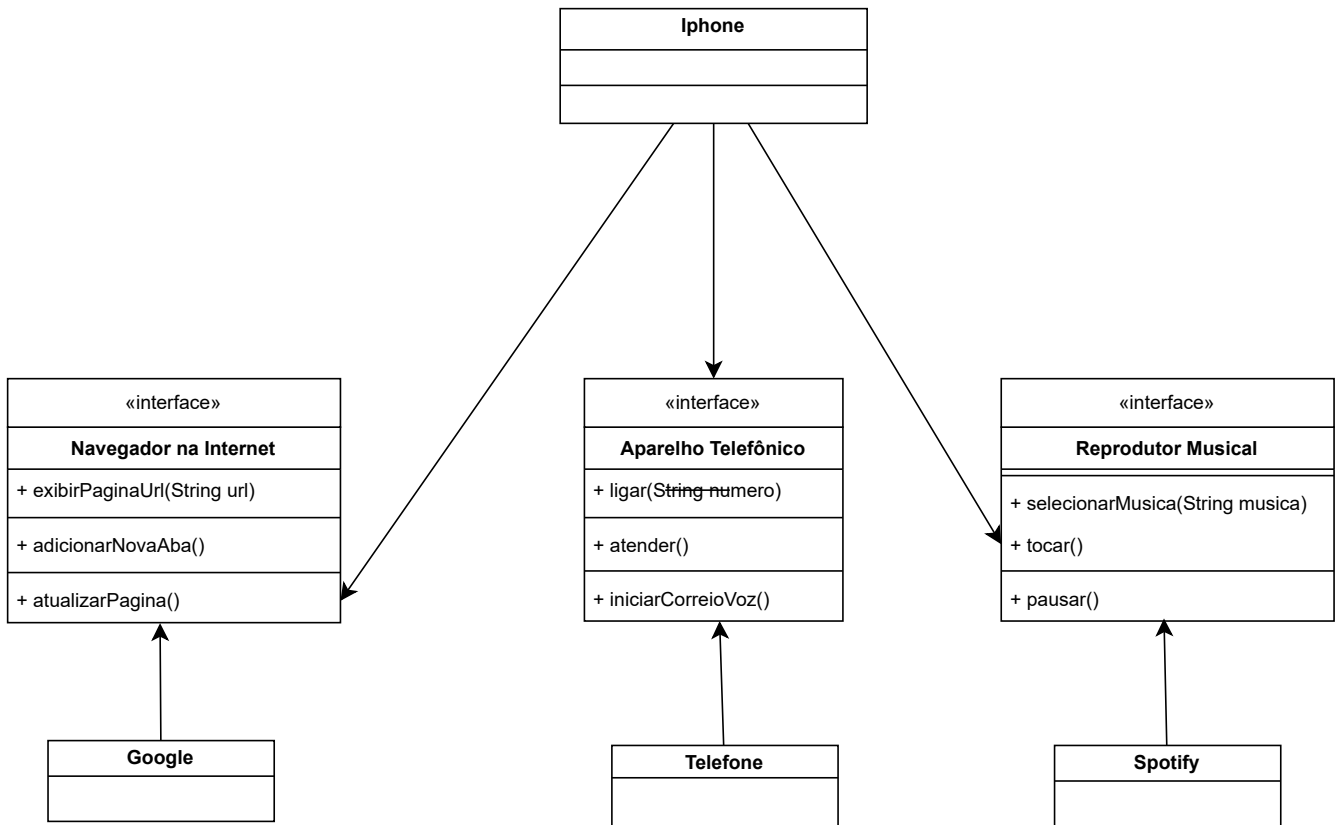 Iphone
«interface»
Navegador na Internet
+ exibirPaginaUrl(String url)
+ adicionarNovaAba()
+ atualizarPagina()
«interface»
Aparelho Telefônico
+ ligar(String numero)
+ atender()
+ iniciarCorreioVoz()
«interface»
Reprodutor Musical
+ selecionarMusica(String musica)
+ tocar()
+ pausar()
Google
Telefone
Spotify